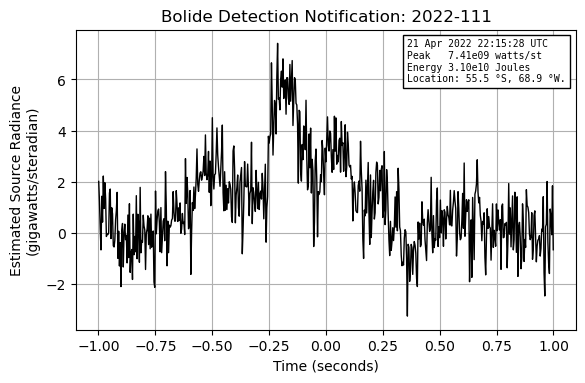 Bolide Detection Notification: 2022-111
21 Apr 2022 22:15:28 UTC
Peak   7.41e09 watts/st
Energy 3.10e10 Joules
Location: 55.5 °S, 68.9 °W.
Estimated Source Radiance
(gigawatts/steradian)
6
4
2
0
−2
−1.00 −0.75 −0.50 −0.25 0.00 0.25 0.50 0.75 1.00
Time (seconds)